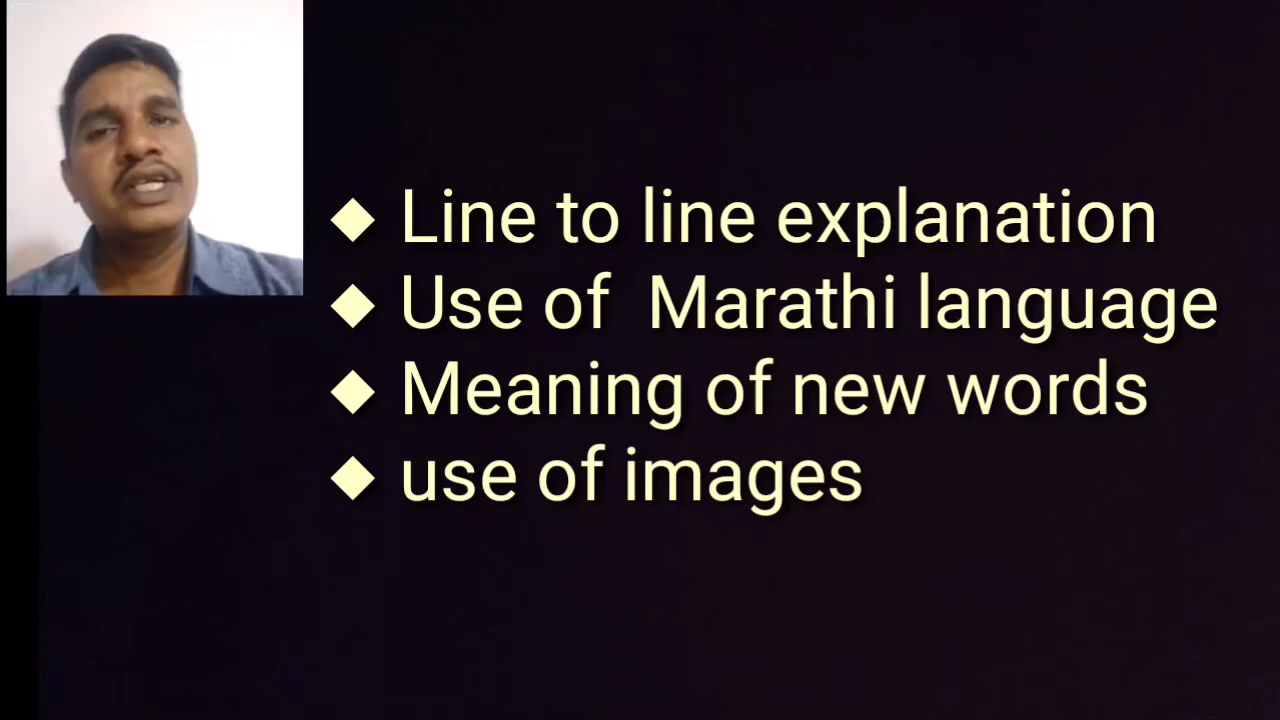 ◆ Line to line explanation
◆ Use of Marathi language
◆ Meaning of new words
◆ use of images